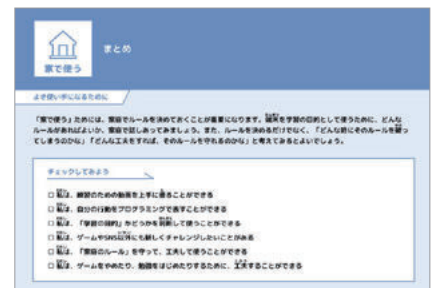 家で使う
まとめ
よき使い手になるために
「家で使う」ためには、家庭でルールを決めておくことが重要になります。端末を学習の目的として使うために、どんな
ルールがあればよいか、家庭で話しあってみましょう。また、ルールを決めるだけでなく、「どんな時にそのルールを破っ
てしまうのかな」「どんな工夫をすれば、そのルールを守れるのかな」と考えてみるとよいでしょう。
チェックしてみよう
□ 私は、練習のための動画を上手に撮ることができる
□ 私は、自分の行動をプログラミングで表すことができる
□ 私は、「学習の目的」かどうかを判断して使うことができる
□ 私は、ゲームやSNS以外にも新しくチャレンジしたいことがある
□ 私は、「家庭のルール」を守って、工夫して使うことができる
□ 私は、ゲームをやめたり、勉強をはじめたりするために、工夫することができる